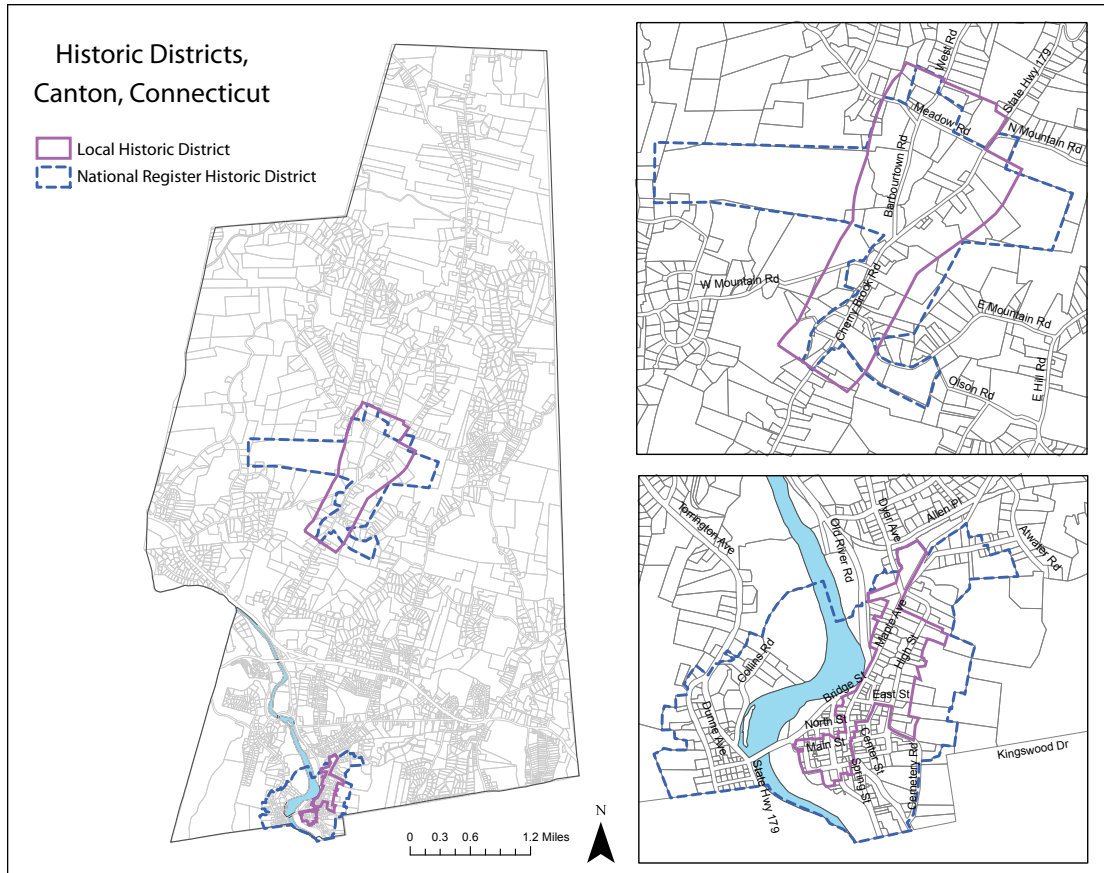 Historic Districts,
Canton, Connecticut
Local Historic District
National Register Historic District
N
0 0.3 0.6 1.2 Miles
West Rd
State Hwy 179
Meadow Rd
N Mountain Rd
Barbourtown Rd
W Mountain Rd
Cherry Brook Rd
E Mountain Rd
Olson Rd
E Hill Rd
Torrington Ave
Old River Rd
Dyer Ave
Allen Pl
Atwater Rd
Maple Ave
High St
Collins Rd
Bridge St
East St
Dunne Ave
North St
Main St
Center St
Kingswood Dr
Spring St
Cemetery Rd
State Hwy 179